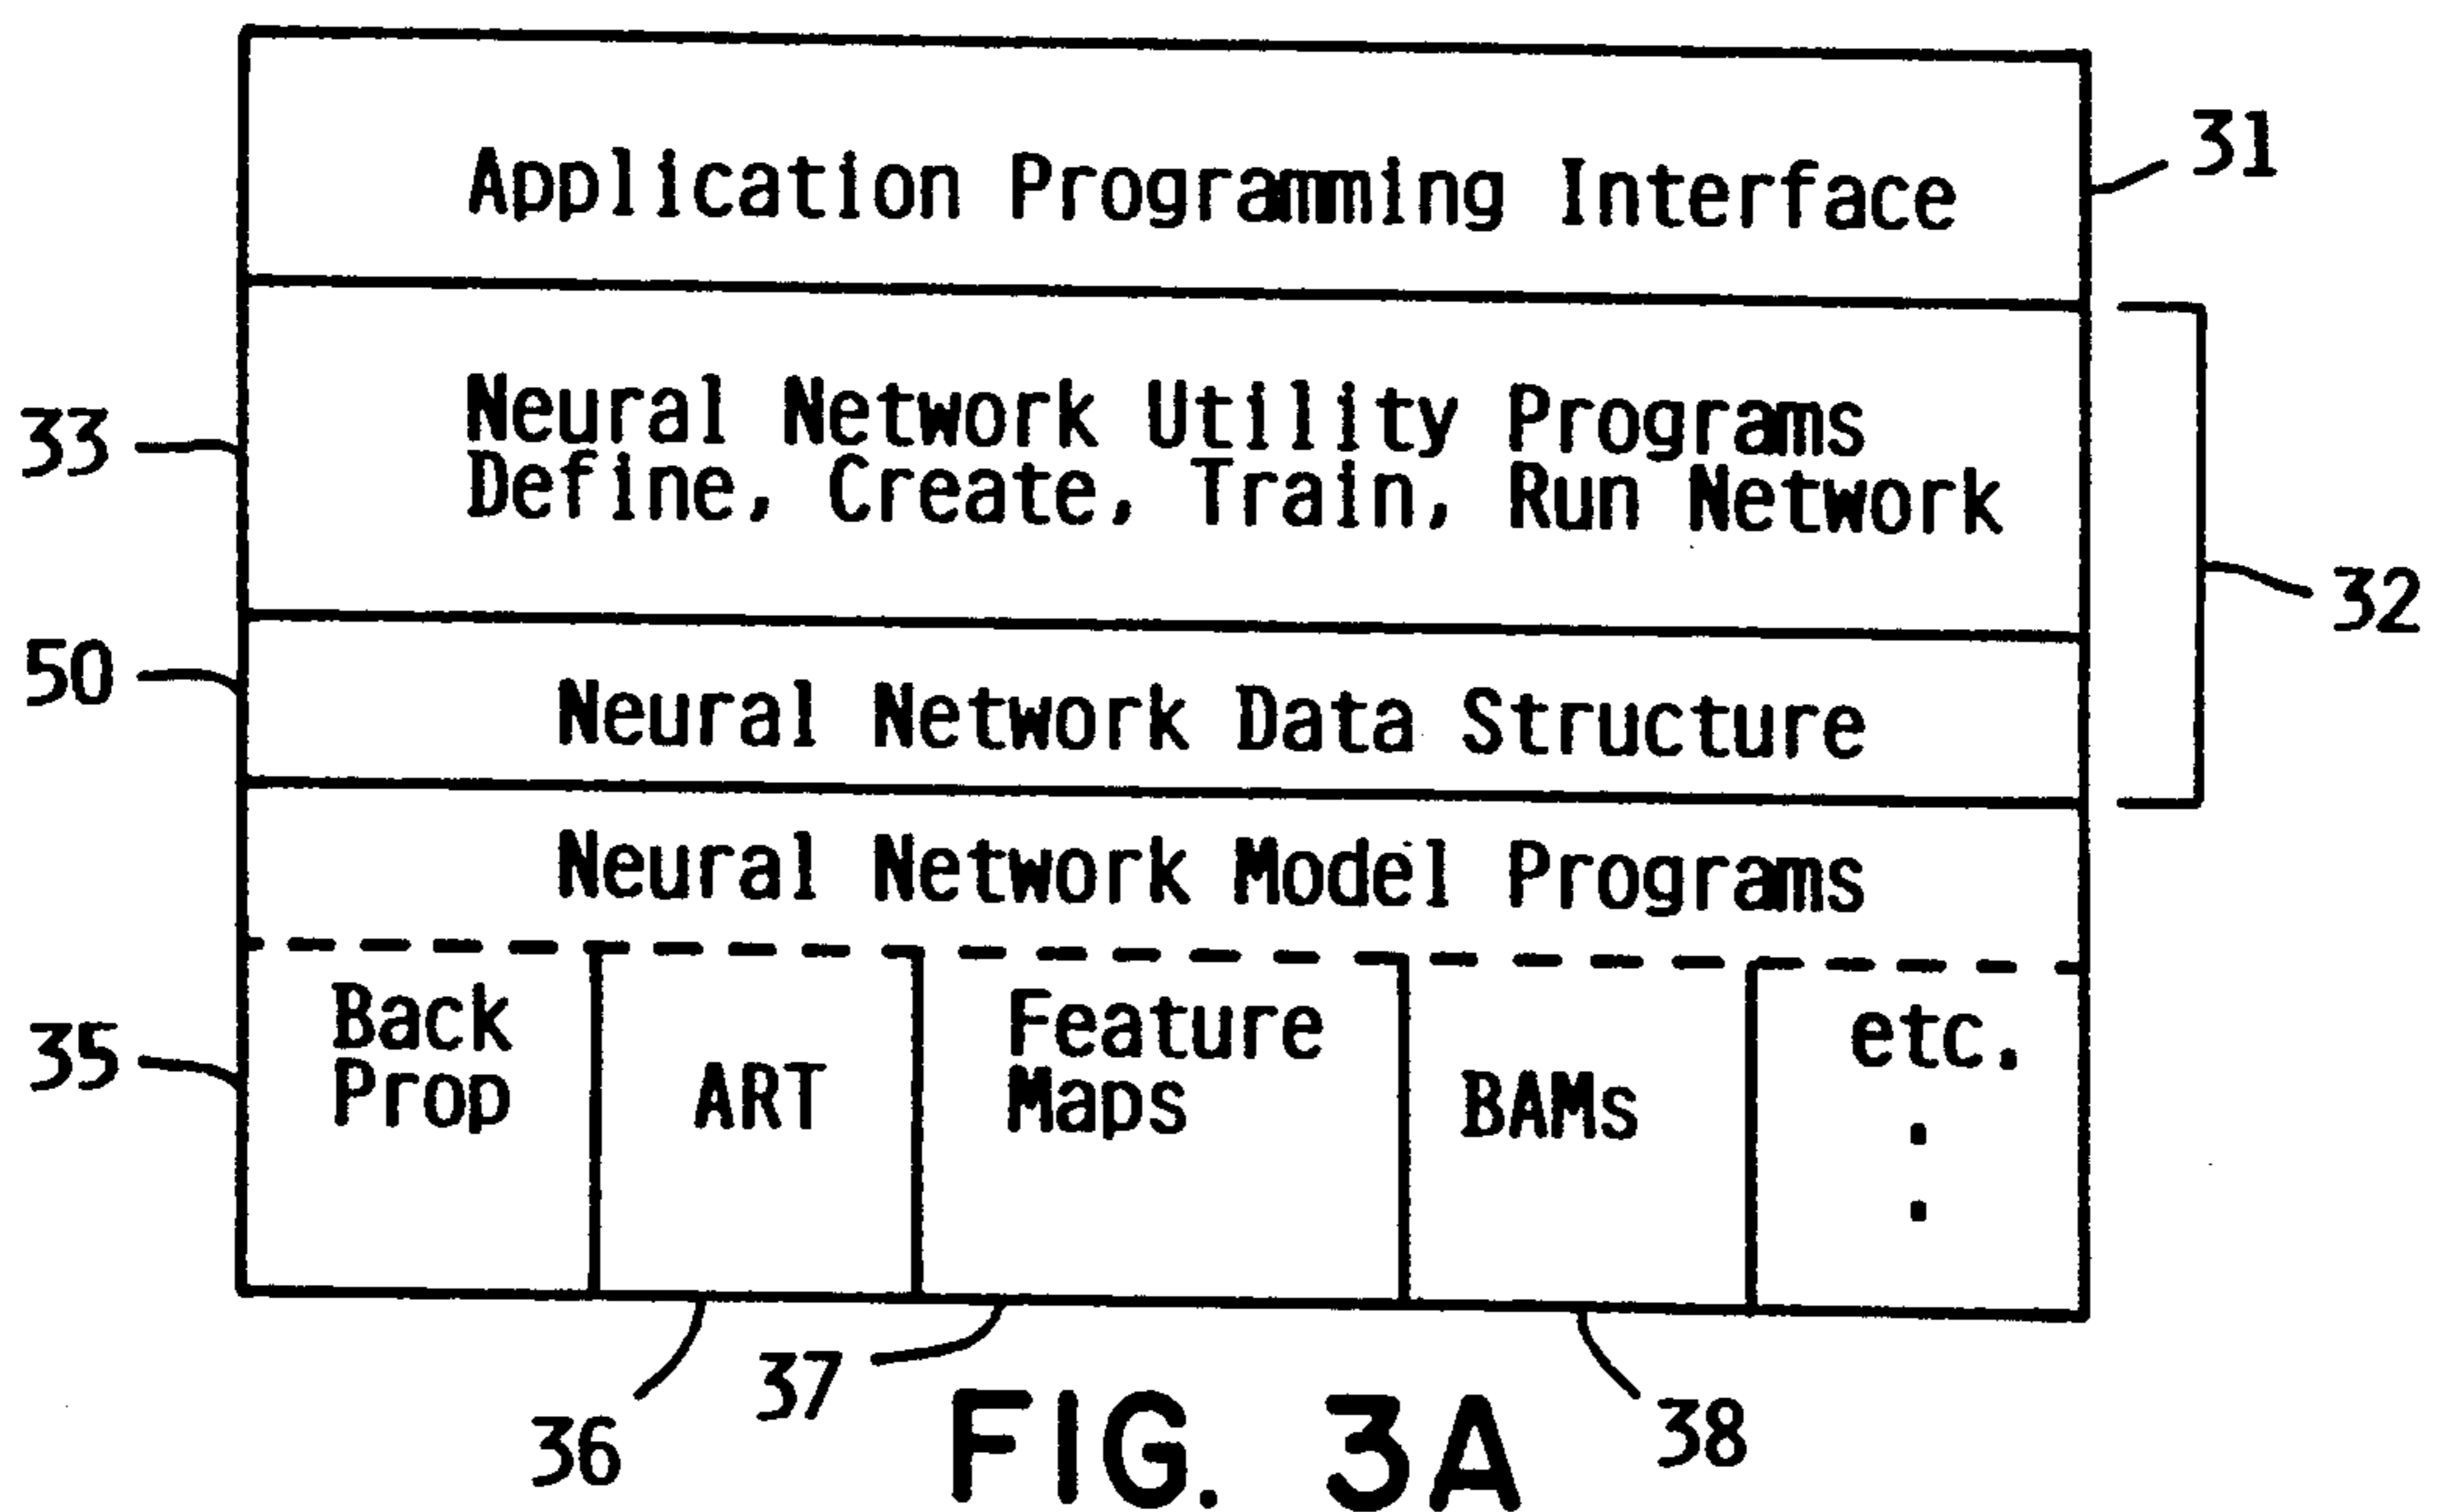 Application Programming Interface
31
Neural Network Utility Programs
Define, Create, Train, Run Network
33
32
Neural Network Data Structure
50
Neural Network Model Programs
Back
Prop
ART
Feature
Maps
BAMs
etc.
35
36
37
38
FIG. 3A